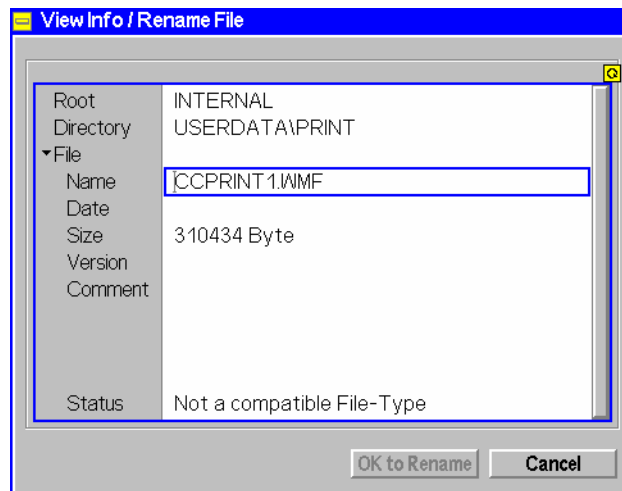 View Info / Rename File
Root INTERNAL
Directory USERDATA\PRINT
File
Name CCPRINT1.WMF
Date
Size 310434 Byte
Version
Comment
Status Not a compatible File-Type
OK to Rename Cancel